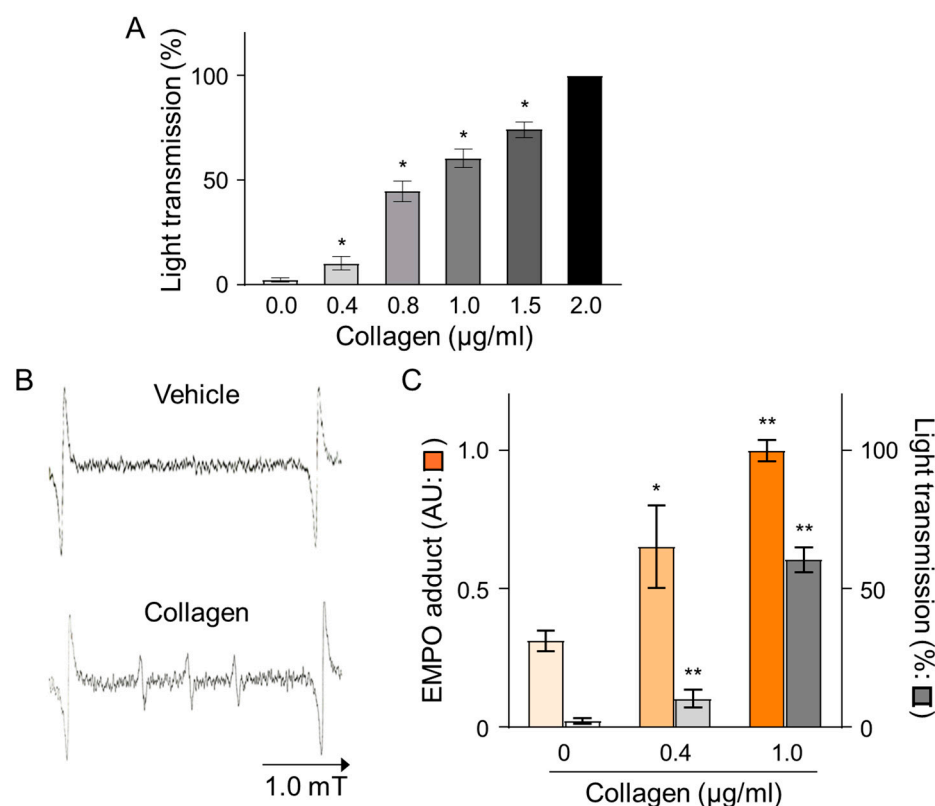 A
Light transmission (%)
100
50
0
*
*
*
*
0.0 0.4 0.8 1.0 1.5 2.0
Collagen (µg/ml)
B
Vehicle
Collagen
1.0 mT
C
EMPO adduct (AU: )
1.0
0.5
0
*
**
**
**
Light transmission (%: )
100
50
0
0 0.4 1.0
Collagen (µg/ml)